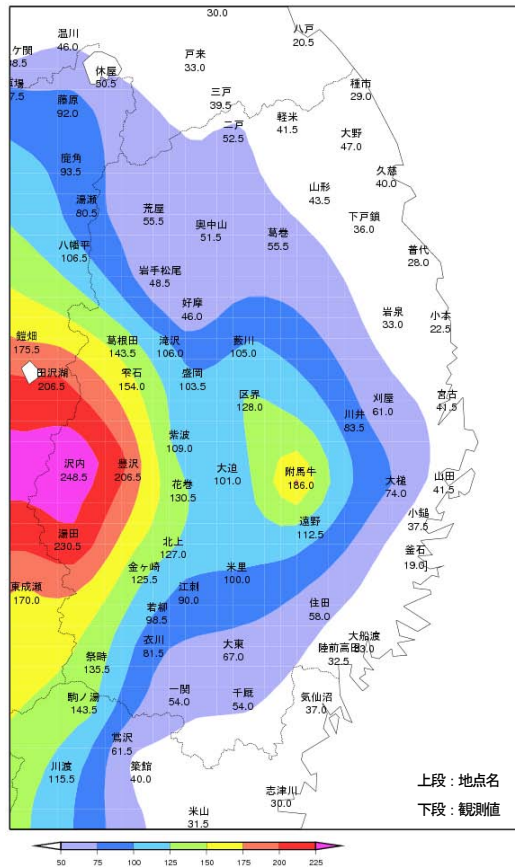 30.0
八戸
20.5
温川
46.0
戸来
33.0
休屋
50.5
三戸
39.5
種市
29.0
藤原
92.0
二戸
52.5
軽米
41.5
大野
47.0
鹿角
93.5
久慈
40.0
山形
43.5
湯瀬
80.5
荒屋
55.5
奥中山
51.5
葛巻
55.5
下戸鎖
36.0
八幡平
106.5
普代
28.0
岩手松尾
48.5
好摩
46.0
岩泉
33.0
小本
22.5
鎧畑
175.5
葛根田
143.5
滝沢
106.0
藪川
105.0
田沢湖
206.5
雫石
154.0
盛岡
103.5
区界
128.0
刈屋
61.0
宮古
41.5
川井
83.5
紫波
109.0
沢内
248.5
豊沢
206.5
大迫
101.0
附馬牛
186.0
大槌
74.0
山田
41.5
花巻
130.5
小鎚
37.5
遠野
112.5
湯田
230.5
北上
127.0
釜石
19.0]
金ヶ崎
125.5
米里
100.0
東成瀬
170.0
江刺
90.0
若柳
98.5
住田
58.0
衣川
81.5
大東
67.0
大船渡
陸前高田
32.5
祭畤
135.5
駒ノ湯
143.5
一関
54.0
千厩
54.0
気仙沼
37.0
鴬沢
61.5
川渡
115.5
築館
40.0
志津川
30.0
米山
31.5
上段：地点名
下段：観測値
50 75 100 125 150 175 200 225